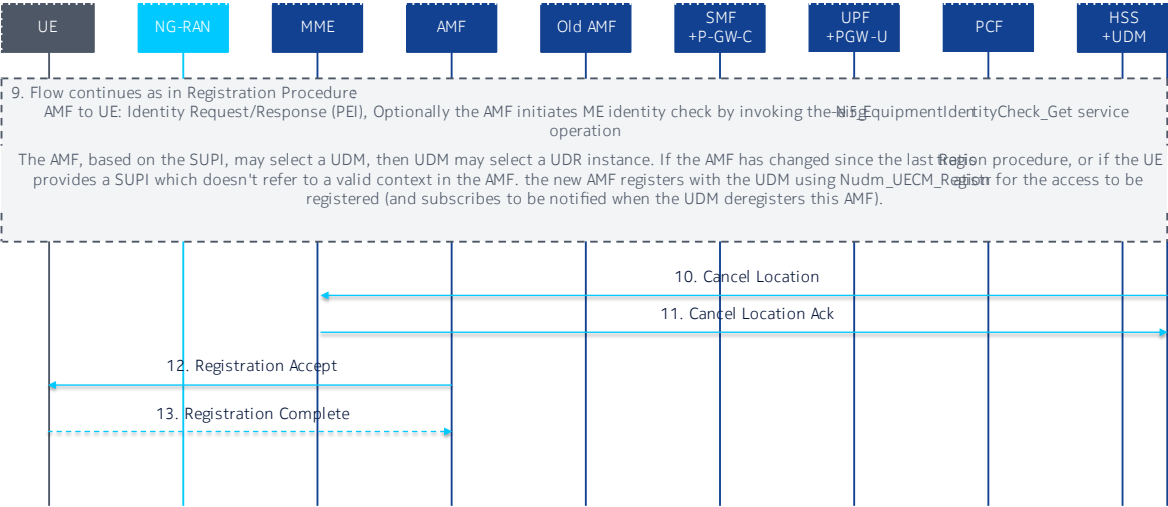 UE
NG-RAN
MME
AMF
Old AMF
SMF
+P-GW-C
UPF
+PGW-U
PCF
HSS
+UDM
9. Flow continues as in Registration Procedure
AMF to UE: Identity Request/Response (PEI), Optionally the AMF initiates ME identity check by invoking the EquipmentIdentityCheck_Get service
operation
The AMF, based on the SUPI, may select a UDM, then UDM may select a UDR instance. If the AMF has changed since the last procedure, or if the UE
provides a SUPI which doesn't refer to a valid context in the AMF. the new AMF registers with the UDM using for the access to be
registered (and subscribes to be notified when the UDM deregisters this AMF).
10. Cancel Location
11. Cancel Location Ack
12. Registration Accept
13. Registration Complete